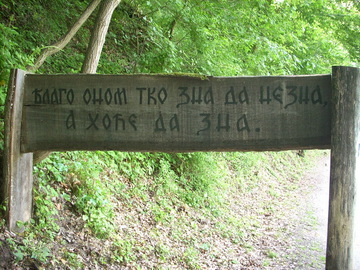 БЛАГО ОНОМ ТКО ЗНА ДА НЕЗНА,
А ХОЋЕ ДА ЗНА.